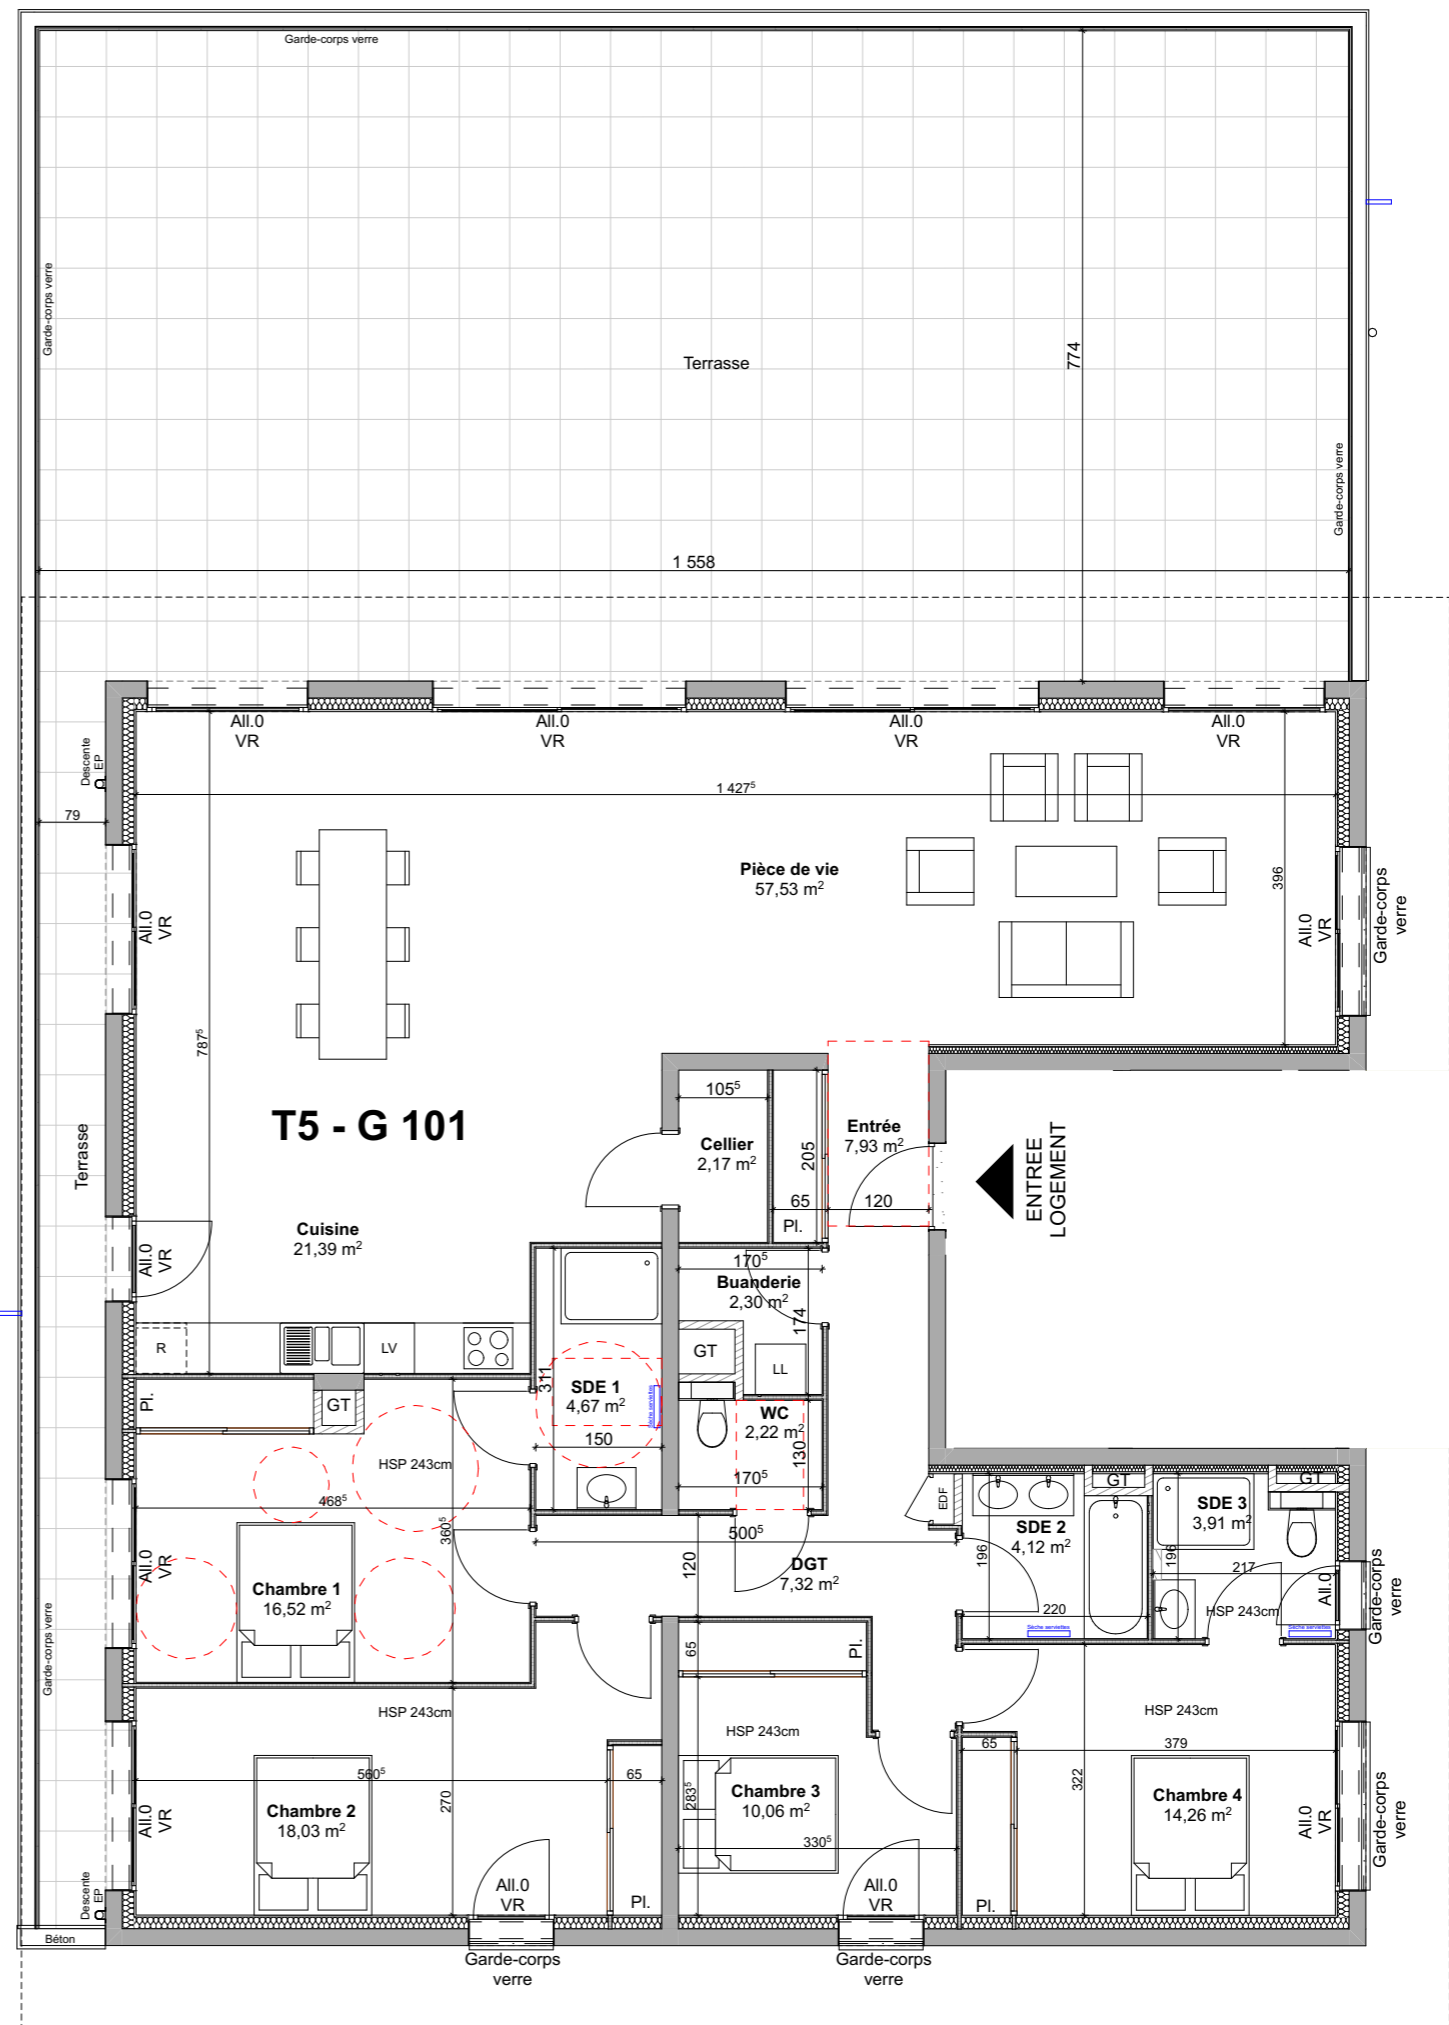 Garde-corps verre
Garde-corps verre
Terrasse
774
Garde-corps verre
1 558
All.0
VR
All.0
VR
All.0
VR
All.0
VR
Descente
EP
79
1 427⁵
Pièce de vie
57,53 m²
396
All.0
VR
All.0
VR
Garde-corps
verre
787⁵
T5 - G 101
Terrasse
105⁵
Cellier
2,17 m²
205
65
Pl.
Entrée
7,93 m²
120
ENTREE
LOGEMENT
Cuisine
21,39 m²
All.0
VR
170⁵
Buanderie
2,30 m²
174
R
LV
GT
LL
311
SDE 1
4,67 m²
Sèche serviettes
150
WC
2,22 m²
130
170⁵
Pl.
GT
HSP 243cm
468⁵
360⁵
All.0
VR
Chambre 1
16,52 m²
500⁵
120
DGT
7,32 m²
EDF
GT
GT
SDE 2
4,12 m²
196
220
Sèche serviettes
SDE 3
3,91 m²
196
217
HSP 243cm
Sèche serviettes
All.0
Garde-corps
verre
Garde-corps verre
HSP 243cm
560⁵
65
270
Chambre 2
18,03 m²
All.0
VR
All.0
VR
Pl.
65
Pl.
HSP 243cm
283⁵
Chambre 3
10,06 m²
330⁵
All.0
VR
HSP 243cm
65
379
322
Chambre 4
14,26 m²
All.0
VR
Pl.
Garde-corps
verre
Descente
EP
Béton
Garde-corps
verre
Garde-corps
verre